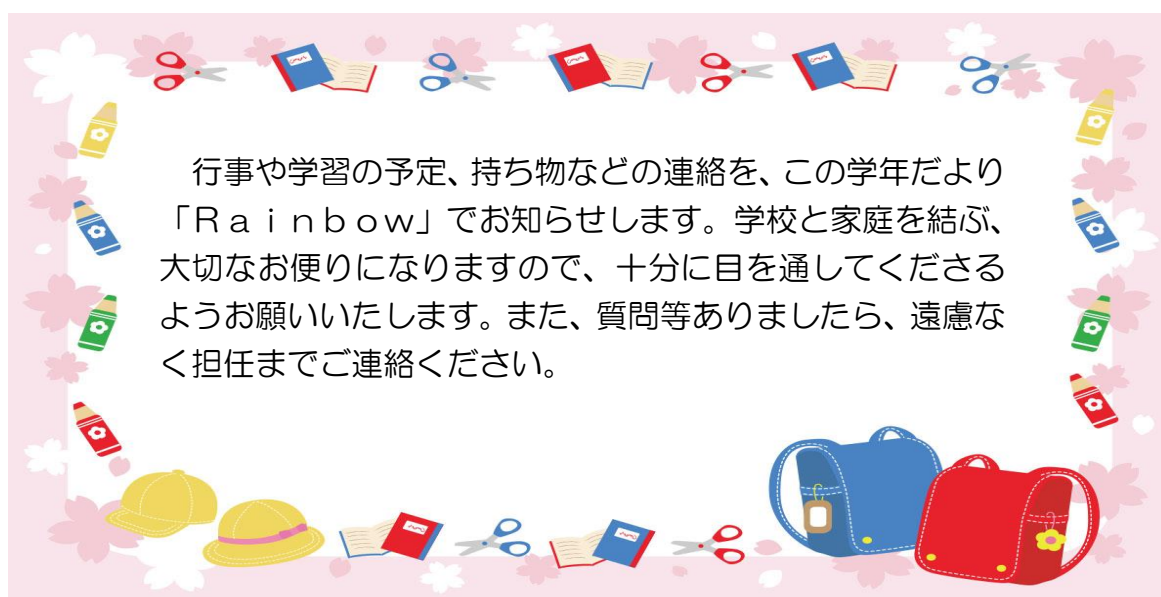 行事や学習の予定、持ち物などの連絡を、この学年だより
「Ｒａｉｎｂｏｗ」でお知らせします。学校と家庭を結ぶ、
大切なお便りになりますので、十分に目を通してくださる
ようお願いいたします。また、質問等ありましたら、遠慮な
く担任までご連絡ください。